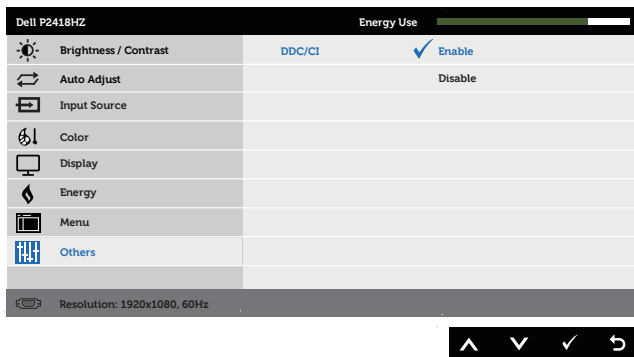 Dell P2418HZ Energy Use
Brightness / Contrast DDC/CI Enable
Auto Adjust Disable
Input Source
Color
Display
Energy
Menu
Others
Resolution: 1920x1080, 60Hz